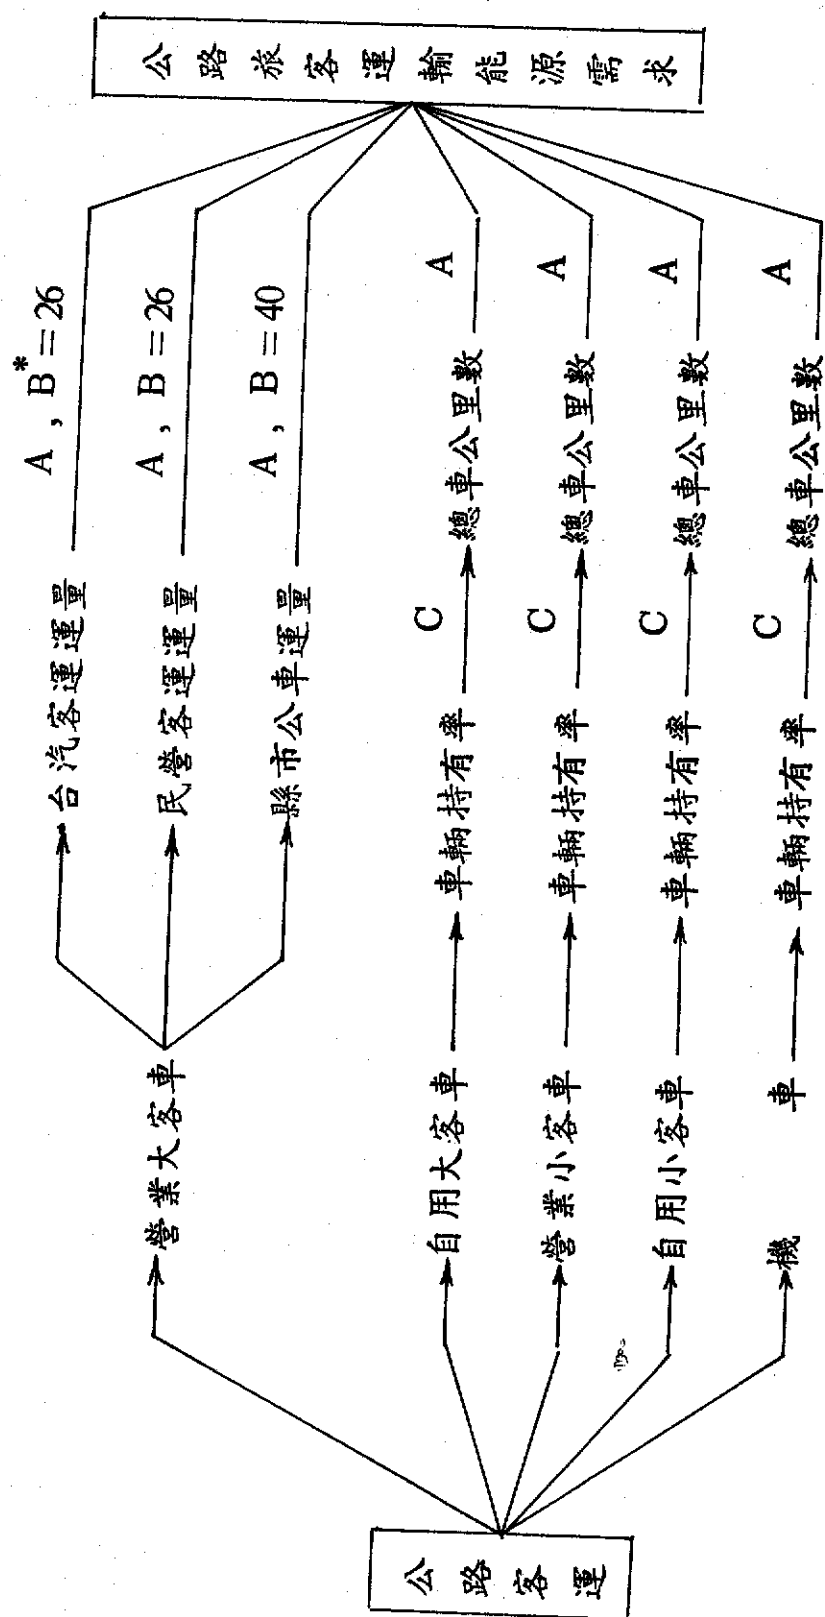 公路客運
營業大客車
台汽客運運量
A , B* = 26
民營客運運量
A , B = 26
縣市公車運量
A , B = 40
自用大客車
車輛持有率
C
總車公里數
A
營業小客車
車輛持有率
C
總車公里數
A
自用小客車
車輛持有率
C
總車公里數
A
機車
車輛持有率
C
總車公里數
A
公路旅客運輸能源需求